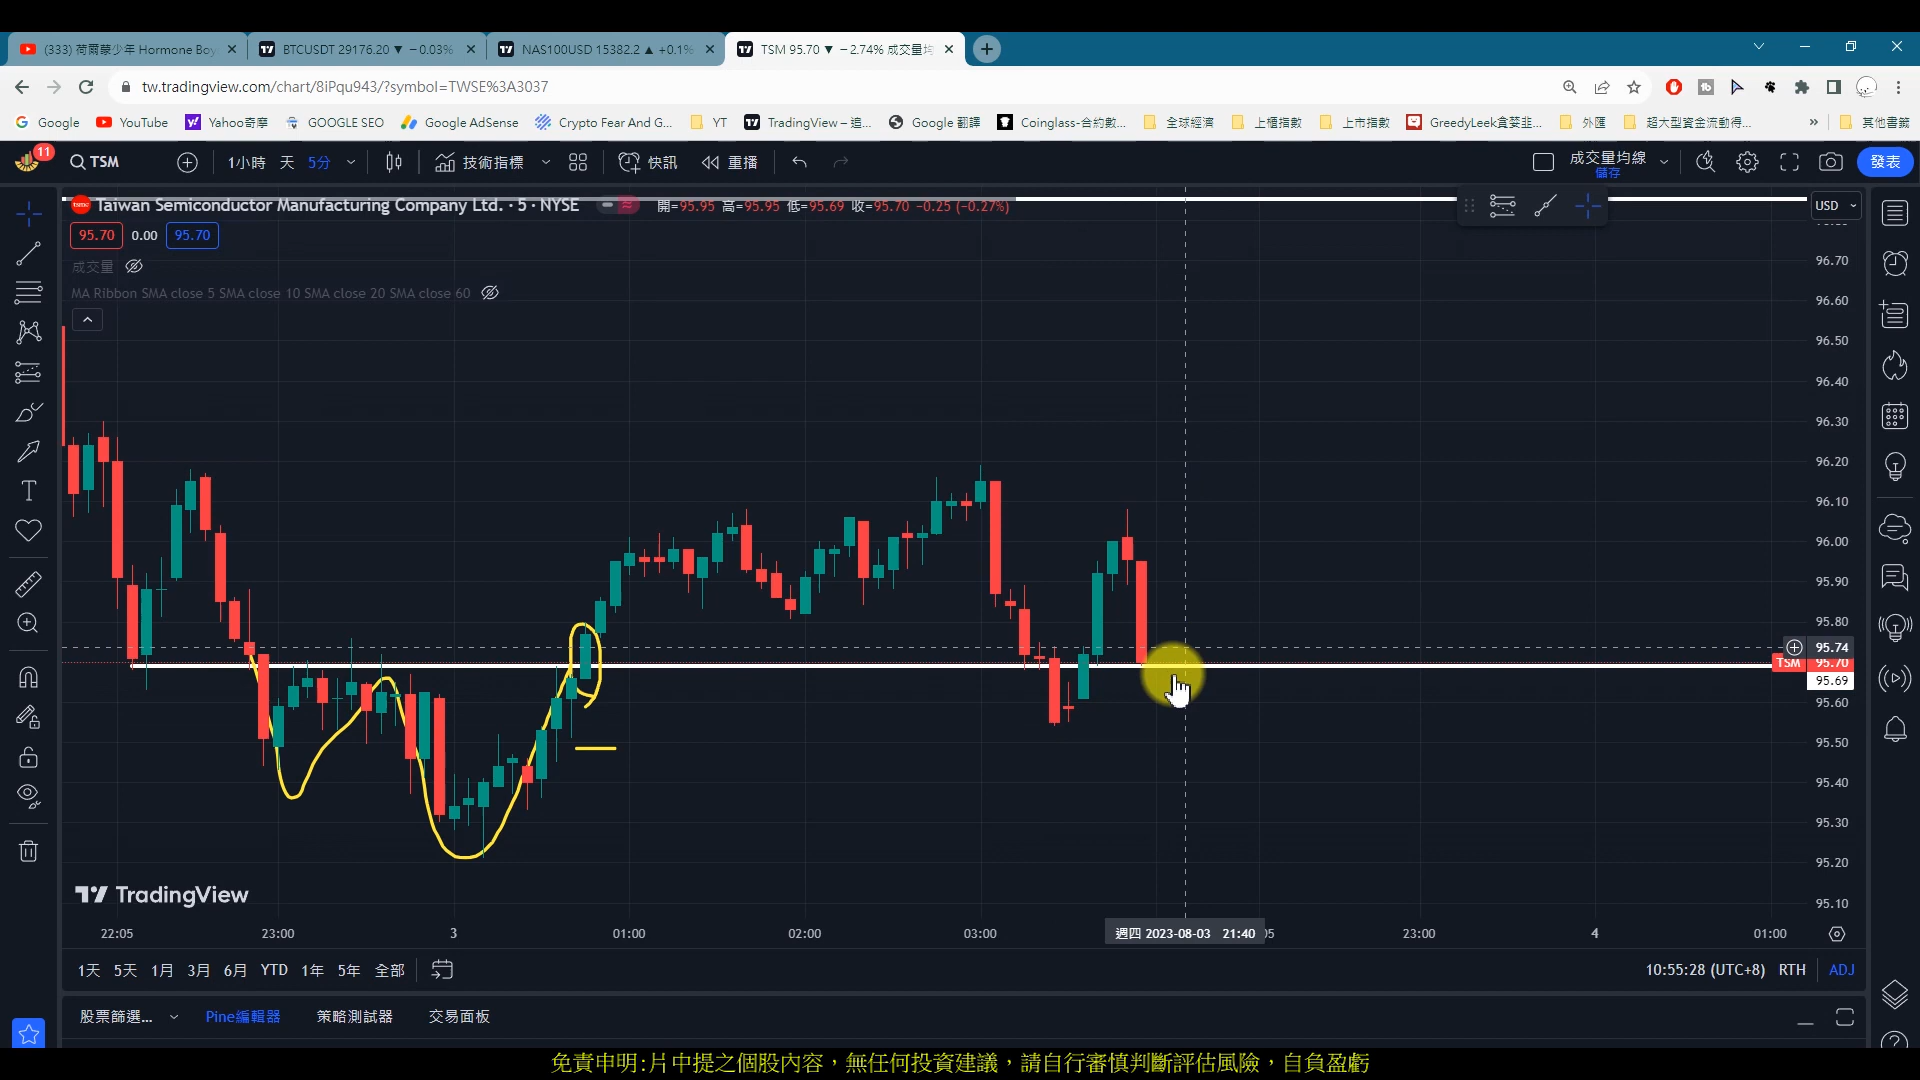 (333) 荷爾蒙少年 Hormone Boy
BTCUSDT 29176.20 ▼ −0.03%
NAS100USD 15382.2 ▲ +0.1%
TSM 95.70 ▼ −2.74% 成交量均
tw.tradingview.com/chart/8iPqu943/?symbol=TWSE%3A3037
Google
YouTube
Yahoo奇摩
GOOGLE SEO
Google AdSense
Crypto Fear And G...
YT
TradingView – 追...
Google 翻譯
Coinglass-合約數...
全球經濟
上櫃指數
上市指數
GreedyLeek貪婪韭...
外匯
超大型資金流動得...
»
其他書籤
11
TSM
1小時
天
5分
技術指標
快訊
重播
成交量均線
儲存
發表
Taiwan Semiconductor Manufacturing Company Ltd. · 5 · NYSE
開=95.95 高=95.95 低=95.69 收=95.70 −0.25 (−0.27%)
USD
95.70
0.00
95.70
成交量
MA Ribbon SMA close 5 SMA close 10 SMA close 20 SMA close 60
96.70
96.60
96.50
96.40
96.30
96.20
96.10
96.00
95.90
95.80
95.74
TSM
95.70
95.69
95.60
95.50
95.40
95.30
95.20
95.10
TradingView
22:05
23:00
3
01:00
02:00
03:00
週四 2023-08-03 21:40
23:00
4
01:00
1天
5天
1月
3月
6月
YTD
1年
5年
全部
10:55:28 (UTC+8)
RTH
ADJ
股票篩選...
Pine編輯器
策略測試器
交易面板
免責申明:片中提之個股內容，無任何投資建議，請自行審慎判斷評估風險，自負盈虧